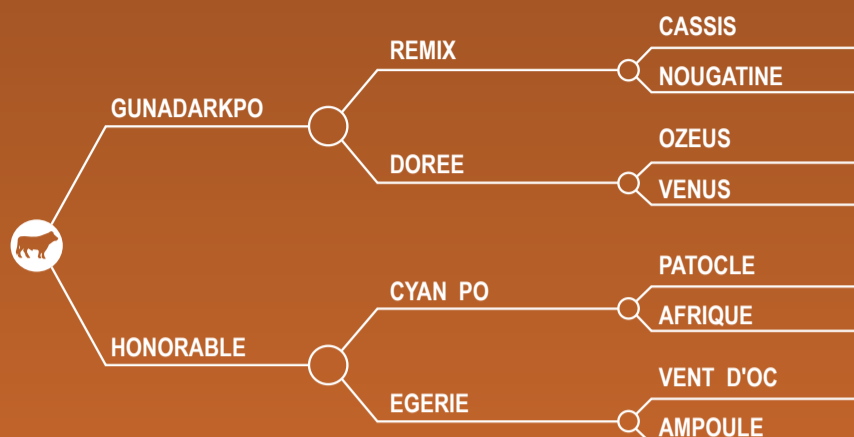 CASSIS
REMIX
NOUGATINE
GUNADARKPO
OZEUS
DOREE
VENUS
PATOCLE
CYAN PO
AFRIQUE
HONORABLE
VENT D'OC
EGERIE
AMPOULE